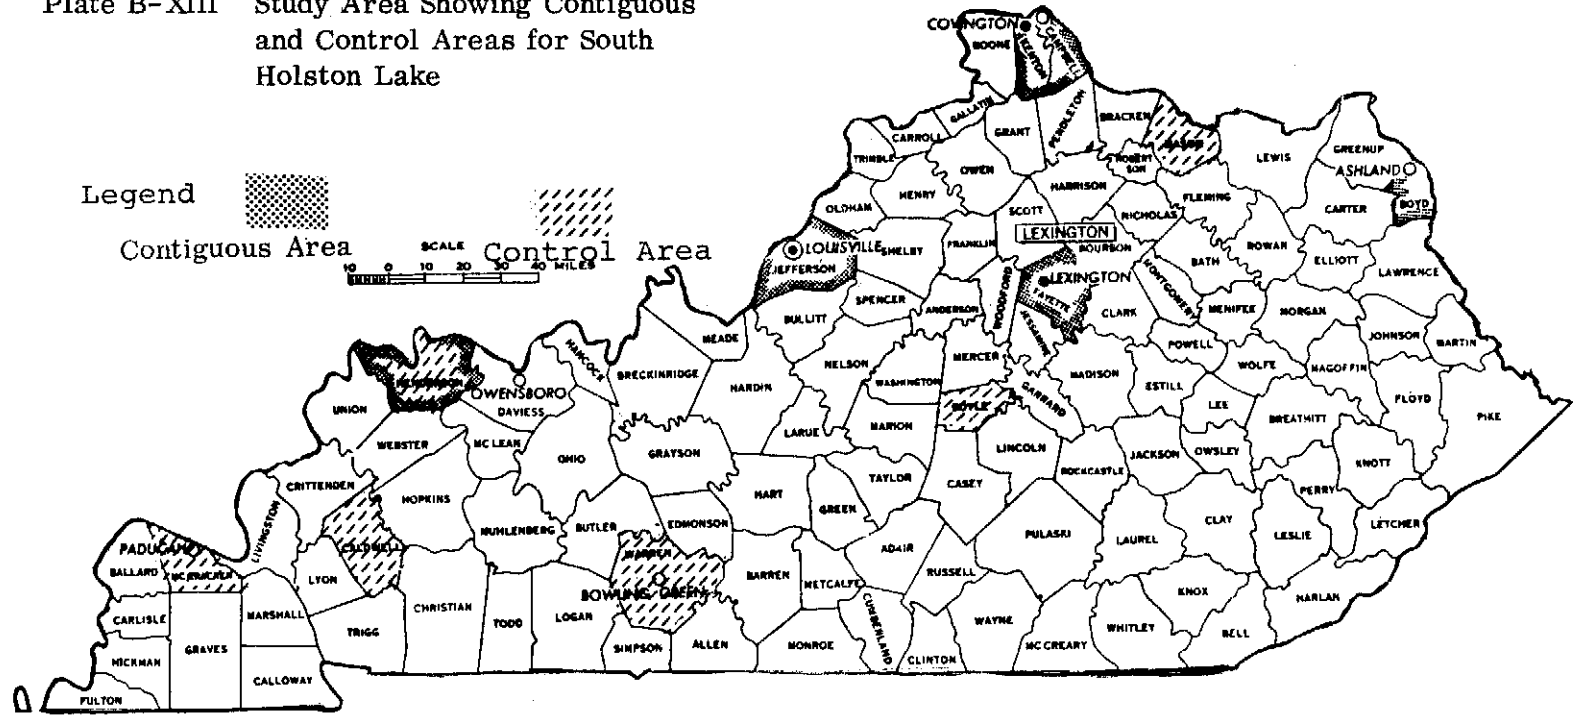 Plate B-XIII Study Area Showing Contiguous
and Control Areas for South
Holston Lake
Legend
Contiguous Area
Control Area
SCALE
10 0 10 20 30 40 MILES
COVINGTON
BOONE
KENTON
CAMPBELL
GALLATIN
CARROLL
TRIMBLE
GRANT
PENDLETON
BRACKEN
MASON
ROBERT
SON
LEWIS
GREENUP
ASHLAND
BOYD
CARTER
OWEN
HENRY
OLDHAM
HARRISON
NICHOLAS
FLEMING
SCOTT
LEXINGTON
BOURBON
ROWAN
ELLIOTT
LAWRENCE
LOUISVILLE
JEFFERSON
SHELBY
FRANKLIN
LEXINGTON
FAYETTE
BATH
MONTGOMERY
MENIFEE
MORGAN
SPENCER
ANDERSON
WOODFORD
JESSAMINE
CLARK
POWELL
JOHNSON
MARTIN
BULLITT
MEADE
NELSON
MERCER
MADISON
ESTILL
WOLFE
MAGOFFIN
FLOYD
PIKE
HANCOCK
BRECKINRIDGE
HARDIN
WASHINGTON
BOYLE
GARRARD
LEE
BREATHITT
HENDERSON
UNION
OWENSBORO
DAVIESS
WEBSTER
MC LEAN
OHIO
GRAYSON
LARUE
MARION
LINCOLN
ROCKCASTLE
JACKSON
OWSLEY
KNOTT
PERRY
CRITTENDEN
HOPKINS
MUHLENBERG
BUTLER
EDMONSON
HART
GREEN
TAYLOR
CASEY
PULASKI
LAUREL
CLAY
LESLIE
LETCHER
LIVINGSTON
CALDWELL
LYON
PADUCAH
BALLARD
MC CRACKEN
WARREN
BOWLING GREEN
BARREN
METCALFE
ADAIR
RUSSELL
KNOX
HARLAN
CARLISLE
MARSHALL
CHRISTIAN
TODD
LOGAN
TRIGG
GRAVES
HICKMAN
FULTON
CALLOWAY
SIMPSON
ALLEN
MONROE
CUMBERLAND
CLINTON
WAYNE
MC CREARY
WHITLEY
BELL